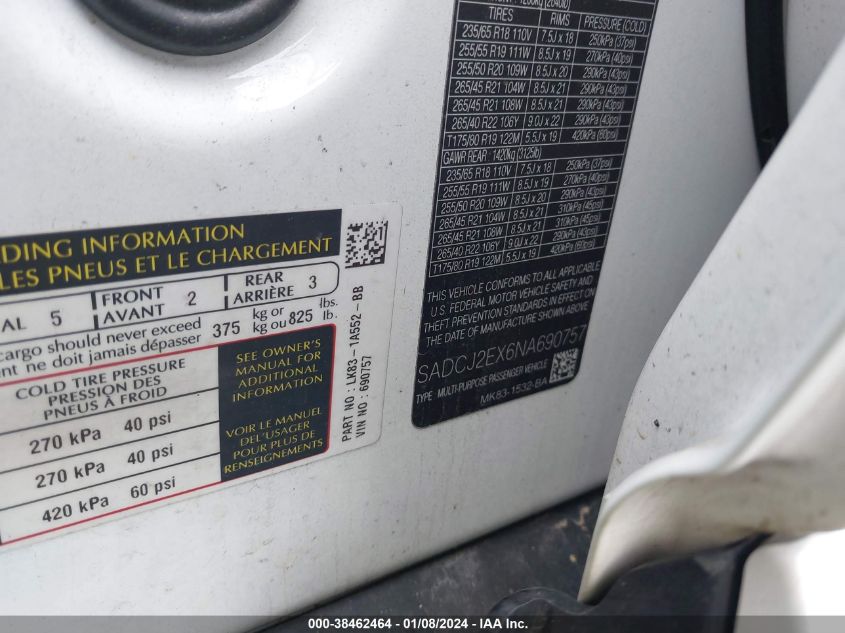 TIRES RIMS PRESSURE (COLD)
235/65 R18 110V 7.5J x 18 250kPa (37psi)
255/55 R19 111W 8.5J x 19 270kPa (40psi)
255/50 R20 109W 8.5J x 20 290kPa (43psi)
265/45 R21 104W 8.5J x 21 290kPa (43psi)
265/45 R21 108W 8.5J x 21 290kPa (43psi)
265/40 R22 106Y 9.0J x 22 290kPa (43psi)
T175/80 R19 122M 5.5J x 19 420kPa (60psi)
GAWR REAR 1420kg (3125lb)
235/65 R18 110V 7.5J x 18 250kPa (37psi)
255/55 R19 111W 8.5J x 19 270kPa (40psi)
255/50 R20 109W 8.5J x 20 290kPa (43psi)
265/45 R21 104W 8.5J x 21 310kPa (45psi)
265/45 R21 108W 8.5J x 21 310kPa (45psi)
265/40 R22 106Y 9.0J x 22 290kPa (43psi)
T175/80 R19 122M 5.5J x 19 420kPa (60psi)
THIS VEHICLE CONFORMS TO ALL APPLICABLE
U.S. FEDERAL MOTOR VEHICLE SAFETY AND
THEFT PREVENTION STANDARDS IN EFFECT ON
THE DATE OF MANUFACTURE SHOWN ABOVE.
SADCJ2EX6NA690757
TYPE: MULTI-PURPOSE PASSENGER VEHICLE
MK83-1532-BA
DING INFORMATION
LES PNEUS ET LE CHARGEMENT
AL 5 FRONT AVANT 2 REAR ARRIÈRE 3
cargo should never exceed 375 kg or 825 lbs.
ent ne doit jamais dépasser kg ou lb.
COLD TIRE PRESSURE
PRESSION DES
PNEUS À FROID
270 kPa 40 psi
270 kPa 40 psi
420 kPa 60 psi
SEE OWNER'S
MANUAL FOR
ADDITIONAL
INFORMATION
VOIR LE MANUEL
DEL'USAGER
POUR PLUS DE
RENSEIGNEMENTS
PART NO : LK83-1A552-BB
VIN NO : 690757
000-38462464 - 01/08/2024 - IAA Inc.